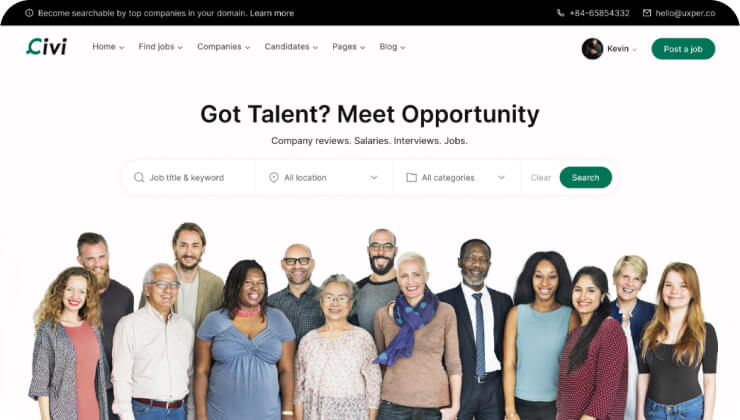 Become searchable by top companies in your domain. Learn more
+84-65854332
hello@uxper.co
Civi
Home
Find jobs
Companies
Candidates
Pages
Blog
Kevin
Post a job
Got Talent? Meet Opportunity
Company reviews. Salaries. Interviews. Jobs.
Job title & keyword
All location
All categories
Clear
Search